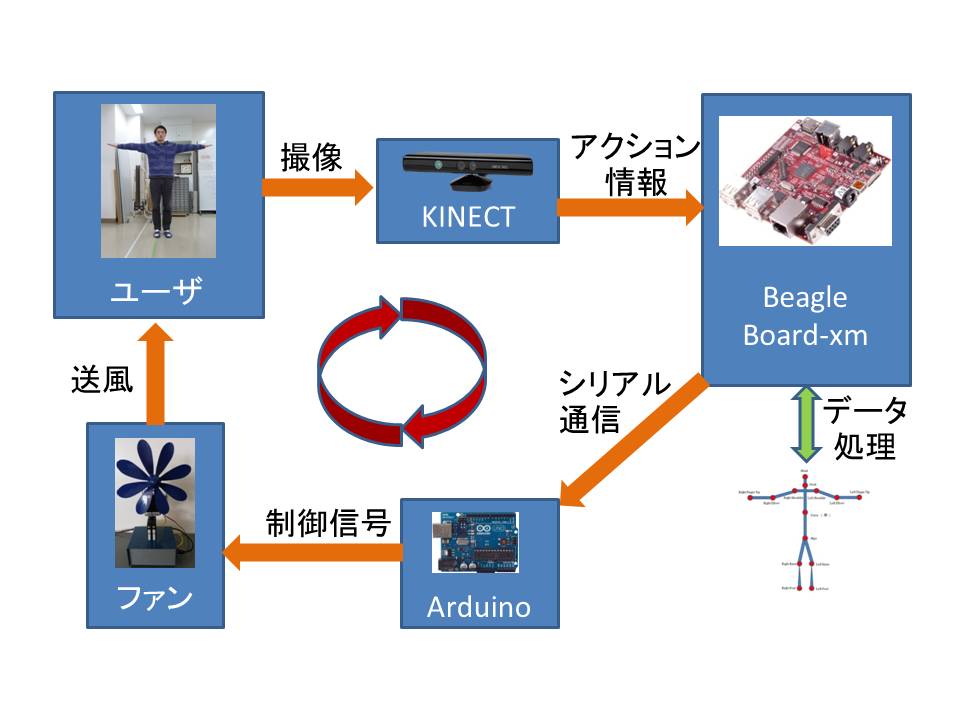 撮像
アクション
情報
KINECT
ユーザ
Beagle
Board-xm
送風
シリアル
通信
データ
処理
制御信号
ファン
Arduino